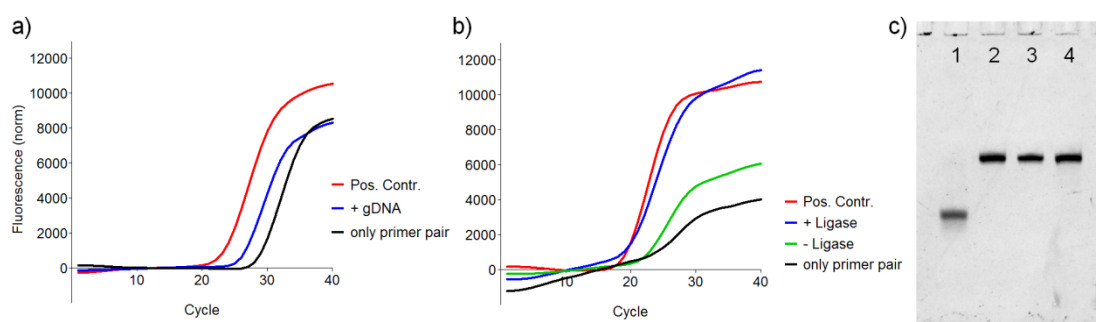 a)
Fluorescence (norm)
12000
10000
8000
6000
4000
2000
0
10
20
30
40
Cycle
Pos. Contr.
+ gDNA
only primer pair
b)
12000
10000
8000
6000
4000
2000
0
10
20
30
40
Cycle
Pos. Contr.
+ Ligase
- Ligase
only primer pair
c)
1 2 3 4